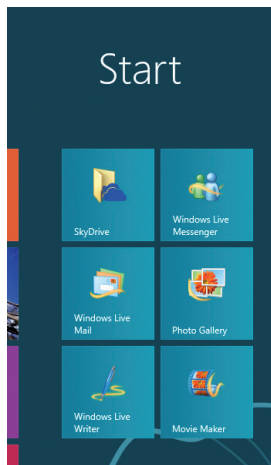 Start
SkyDrive
Windows Live
Messenger
Windows Live
Mail
Photo Gallery
Windows Live
Writer
Movie Maker